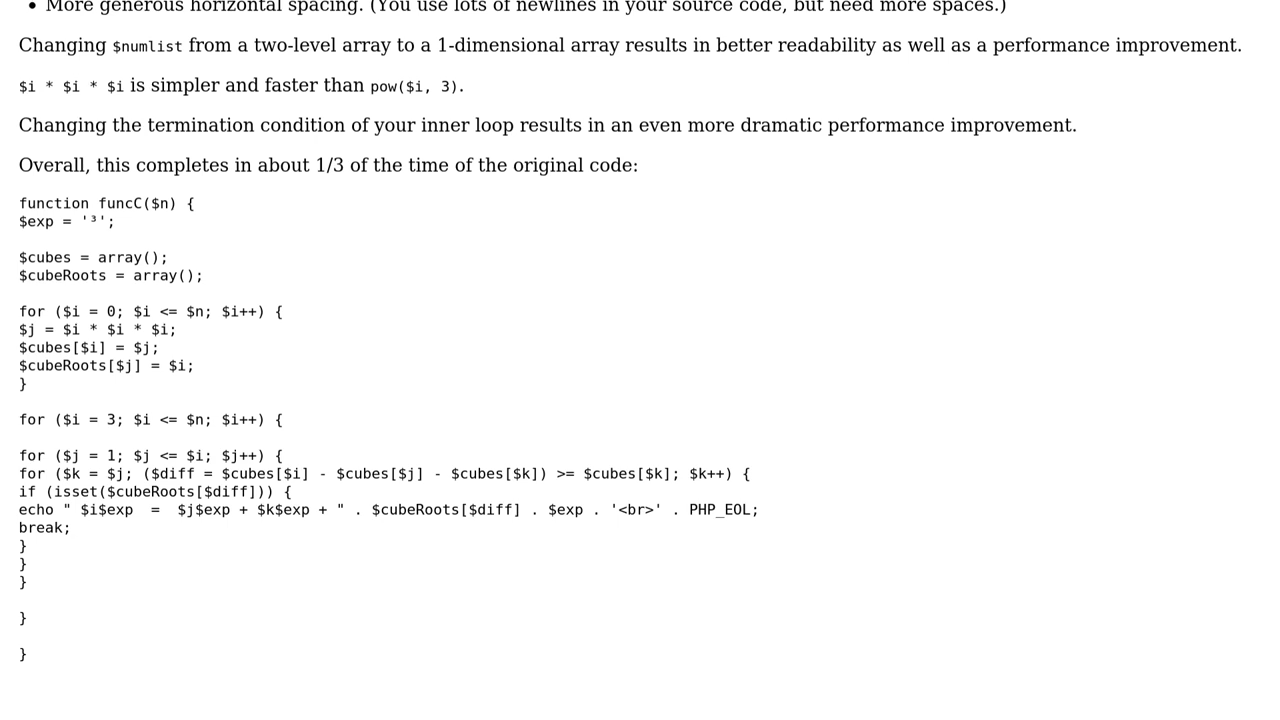 • More generous horizontal spacing. (You use lots of newlines in your source code, but need more spaces.)
Changing $numlist from a two-level array to a 1-dimensional array results in better readability as well as a performance improvement.
$i * $i * $i is simpler and faster than pow($i, 3).
Changing the termination condition of your inner loop results in an even more dramatic performance improvement.
Overall, this completes in about 1/3 of the time of the original code:
function funcC($n) {
$exp = '³';
$cubes = array();
$cubeRoots = array();
for ($i = 0; $i <= $n; $i++) {
$j = $i * $i * $i;
$cubes[$i] = $j;
$cubeRoots[$j] = $i;
}
for ($i = 3; $i <= $n; $i++) {
for ($j = 1; $j <= $i; $j++) {
for ($k = $j; ($diff = $cubes[$i] - $cubes[$j] - $cubes[$k]) >= $cubes[$k]; $k++) {
if (isset($cubeRoots[$diff])) {
echo " $i$exp  =  $j$exp + $k$exp + " . $cubeRoots[$diff] . $exp . '<br>' . PHP_EOL;
break;
}
}
}
}
}